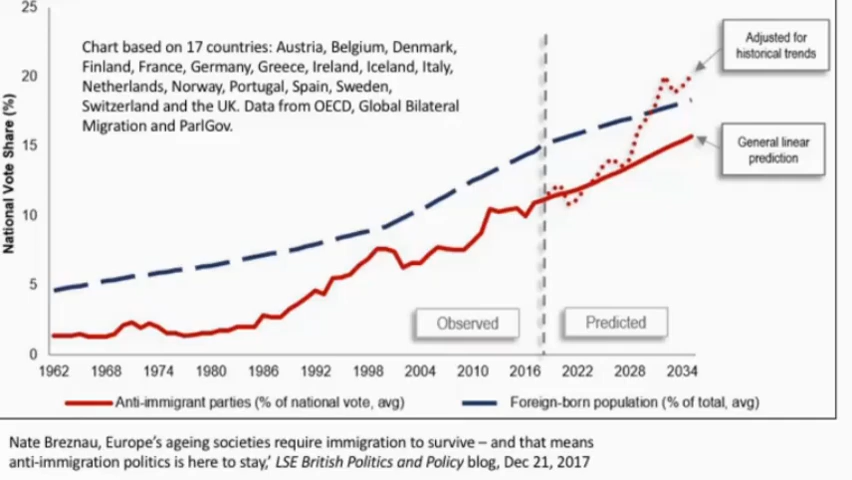 25
Chart based on 17 countries: Austria, Belgium, Denmark,
Finland, France, Germany, Greece, Ireland, Iceland, Italy,
Netherlands, Norway, Portugal, Spain, Sweden,
Switzerland and the UK. Data from OECD, Global Bilateral
Migration and ParlGov.
Adjusted for
historical trends
20
15
10
5
0
National Vote Share (%)
General linear
prediction
Observed
Predicted
1962 1968 1974 1980 1986 1992 1998 2004 2010 2016 2022 2028 2034
Anti-immigrant parties (% of national vote, avg)
Foreign-born population (% of total, avg)
Nate Breznau, Europe's ageing societies require immigration to survive – and that means
anti-immigration politics is here to stay,' LSE British Politics and Policy blog, Dec 21, 2017